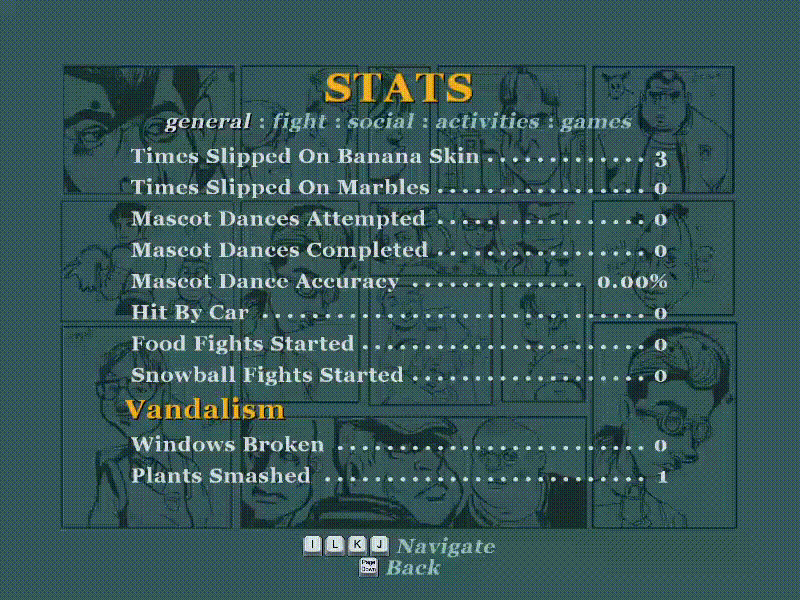 STATS
general : fight : social : activities : games
Times Slipped On Banana Skin . . . . . . . . . . . . . 3
Times Slipped On Marbles . . . . . . . . . . . . . . . . . 0
Mascot Dances Attempted . . . . . . . . . . . . . . . . . 0
Mascot Dances Completed . . . . . . . . . . . . . . . . . 0
Mascot Dance Accuracy . . . . . . . . . . . . . . 0.00%
Hit By Car . . . . . . . . . . . . . . . . . . . . . . . . . . . . . . . 0
Food Fights Started . . . . . . . . . . . . . . . . . . . . . . . 0
Snowball Fights Started . . . . . . . . . . . . . . . . . . . 0
Vandalism
Windows Broken . . . . . . . . . . . . . . . . . . . . . . . . . 0
Plants Smashed . . . . . . . . . . . . . . . . . . . . . . . . . . 1
I L K J Navigate
Page Down Back